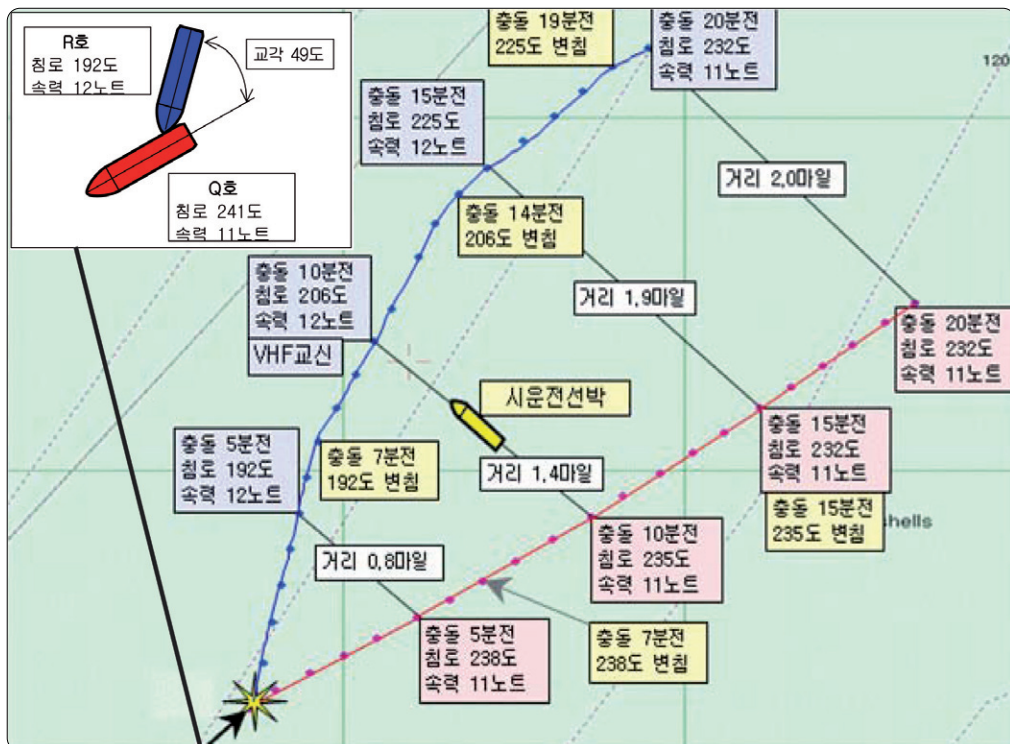 R호
침로 192도
속력 12노트
교각 49도
Q호
침로 241도
속력 11노트
충돌 19분전
225도 변침
충돌 20분전
침로 232도
속력 11노트
120
충돌 15분전
침로 225도
속력 12노트
거리 2,0마일
충돌 14분전
206도 변침
충돌 10분전
침로 206도
속력 12노트
VHF교신
거리 1,9마일
충돌 20분전
침로 232도
속력 11노트
시운전선박
충돌 15분전
침로 232도
속력 11노트
충돌 15분전
235도 변침
hells
충돌 5분전
침로 192도
속력 12노트
충돌 7분전
192도 변침
거리 1,4마일
충돌 10분전
침로 235도
속력 11노트
거리 0,8마일
충돌 5분전
침로 238도
속력 11노트
충돌 7분전
238도 변침